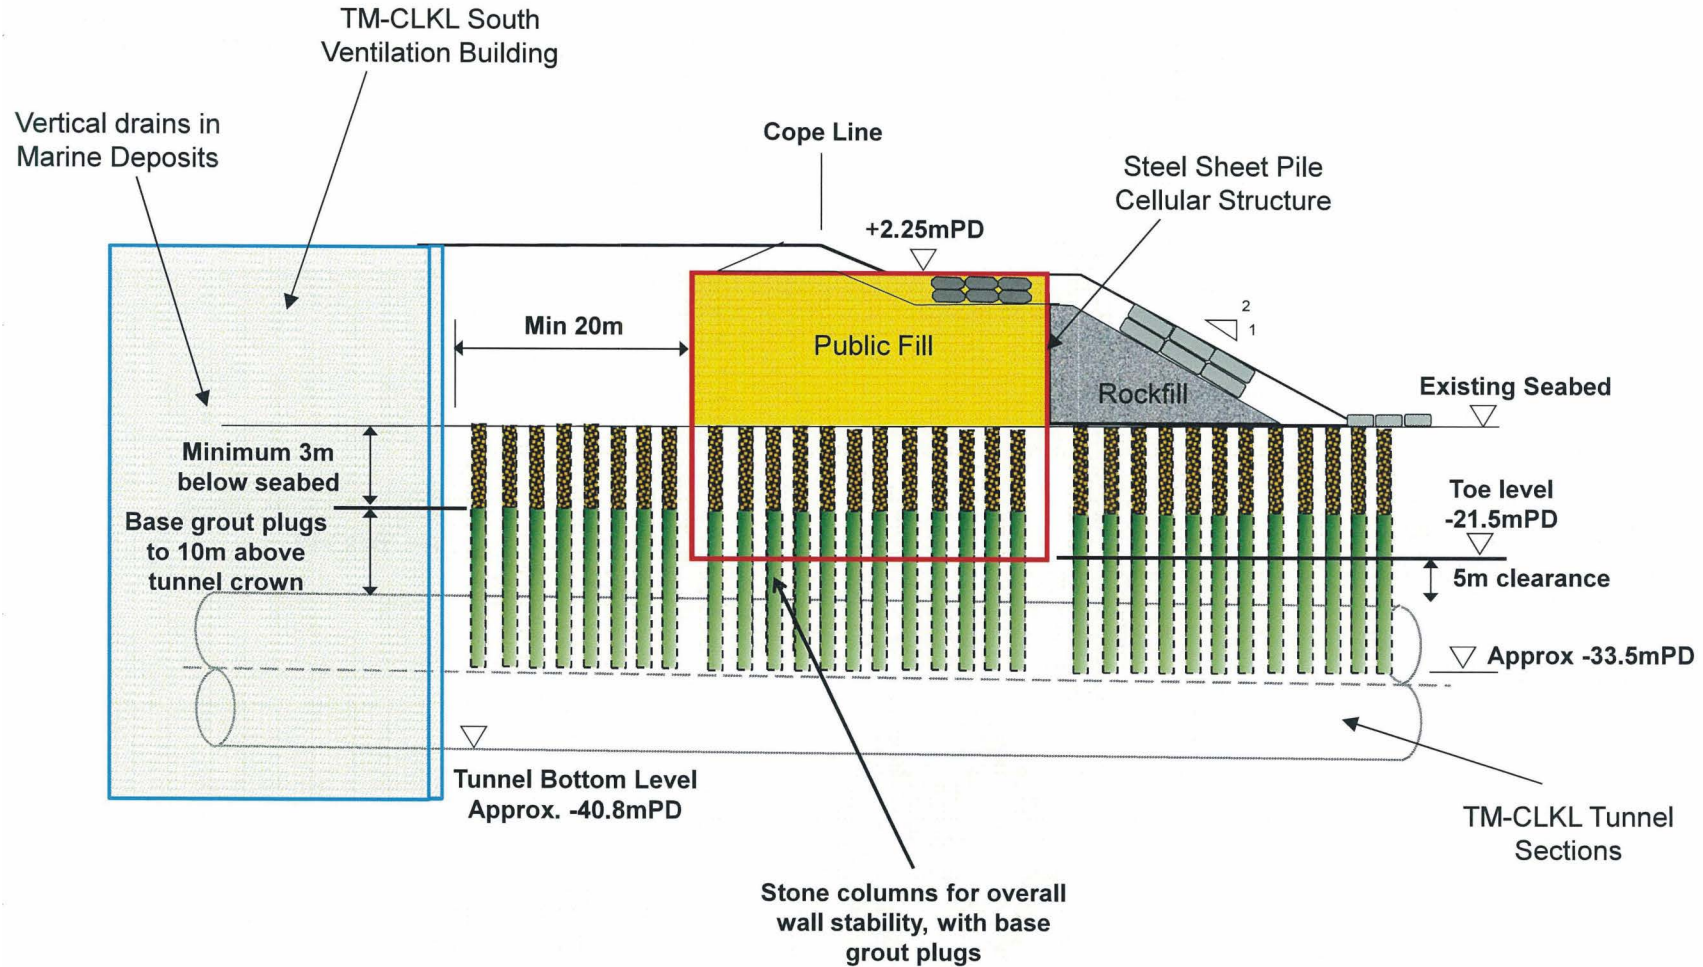 TM-CLKL South
Ventilation Building
Vertical drains in
Marine Deposits
Cope Line
Steel Sheet Pile
Cellular Structure
+2.25mPD
2
1
Min 20m
Public Fill
Rockfill
Existing Seabed
Minimum 3m
below seabed
Toe level
-21.5mPD
Base grout plugs
to 10m above
tunnel crown
5m clearance
Approx -33.5mPD
Tunnel Bottom Level
Approx. -40.8mPD
TM-CLKL Tunnel
Sections
Stone columns for overall
wall stability, with base
grout plugs